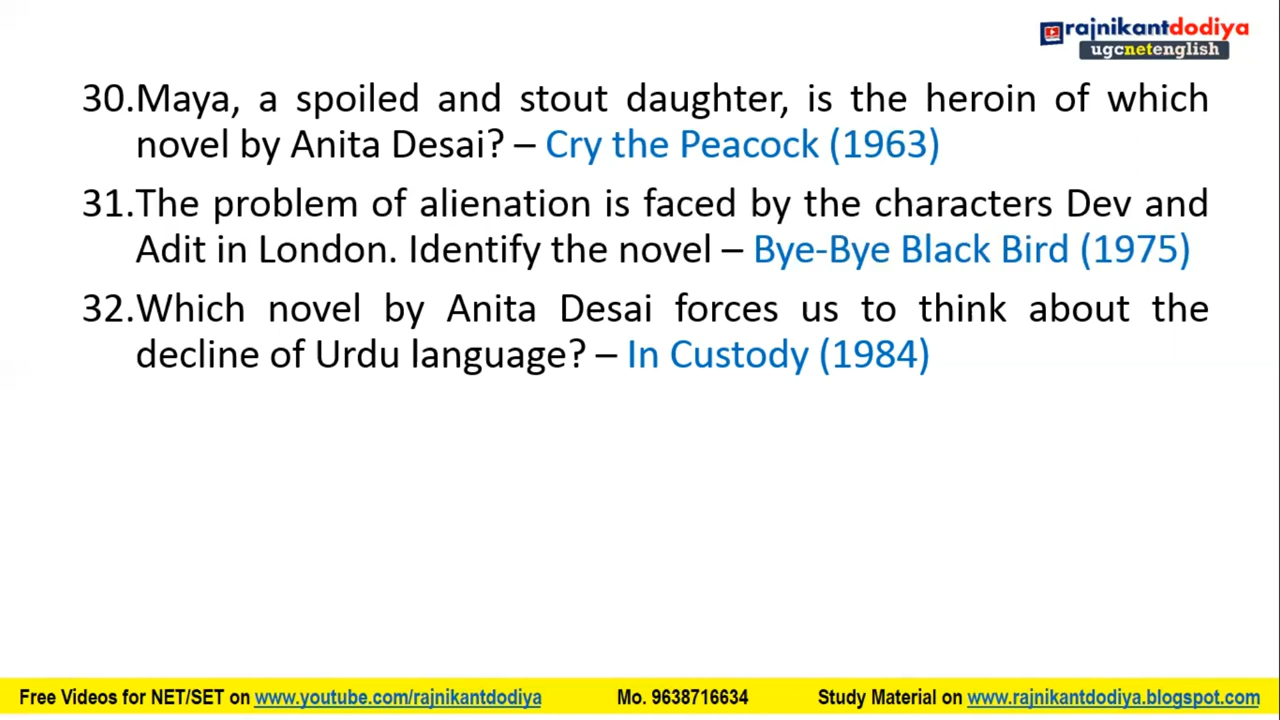 rajnikantdodiya
ugcnetenglish
30.Maya, a spoiled and stout daughter, is the heroin of which
novel by Anita Desai? – Cry the Peacock (1963)
31.The problem of alienation is faced by the characters Dev and
Adit in London. Identify the novel – Bye-Bye Black Bird (1975)
32.Which novel by Anita Desai forces us to think about the
decline of Urdu language? – In Custody (1984)
Free Videos for NET/SET on www.youtube.com/rajnikantdodiya Mo. 9638716634 Study Material on www.rajnikantdodiya.blogspot.com